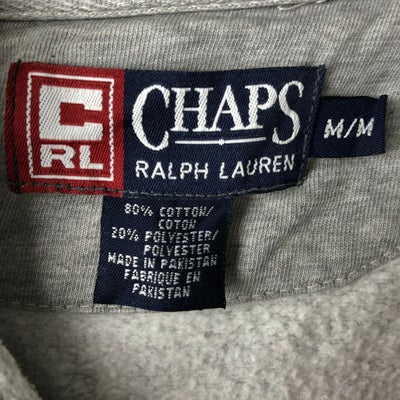 C
RL
CHAPS
RALPH LAUREN
M/M
80% COTTON/
COTON
20% POLYESTER/
POLYESTER
MADE IN PAKISTAN
FABRIQUE EN
PAKISTAN